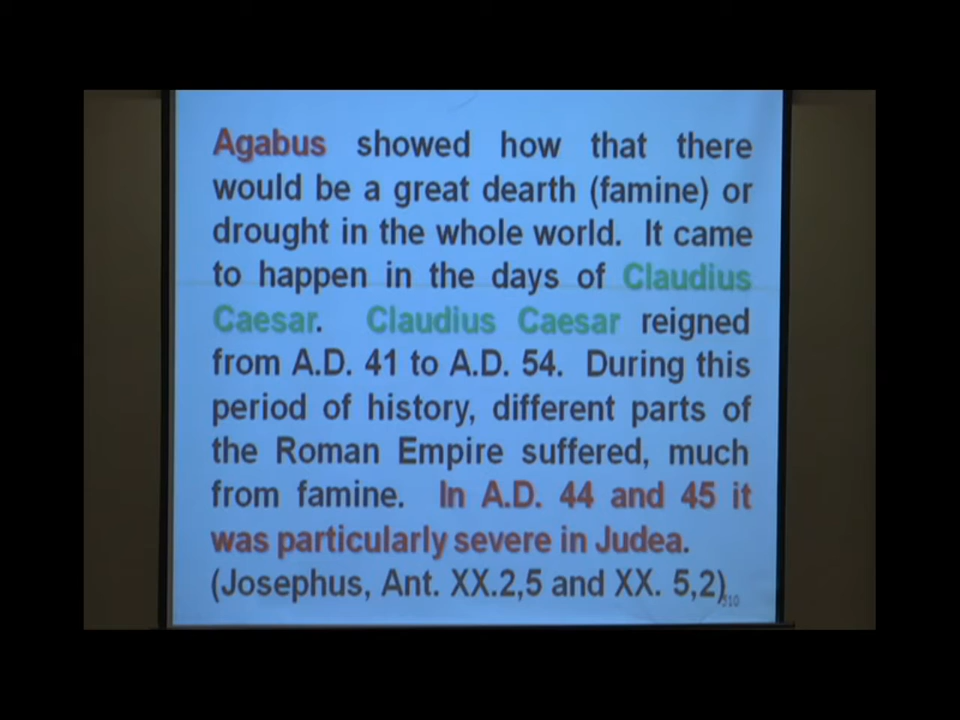 Agabus showed how that there
would be a great dearth (famine) or
drought in the whole world. It came
to happen in the days of Claudius
Caesar. Claudius Caesar reigned
from A.D. 41 to A.D. 54. During this
period of history, different parts of
the Roman Empire suffered, much
from famine. In A.D. 44 and 45 it
was particularly severe in Judea.
(Josephus, Ant. XX.2,5 and XX. 5,2)
310